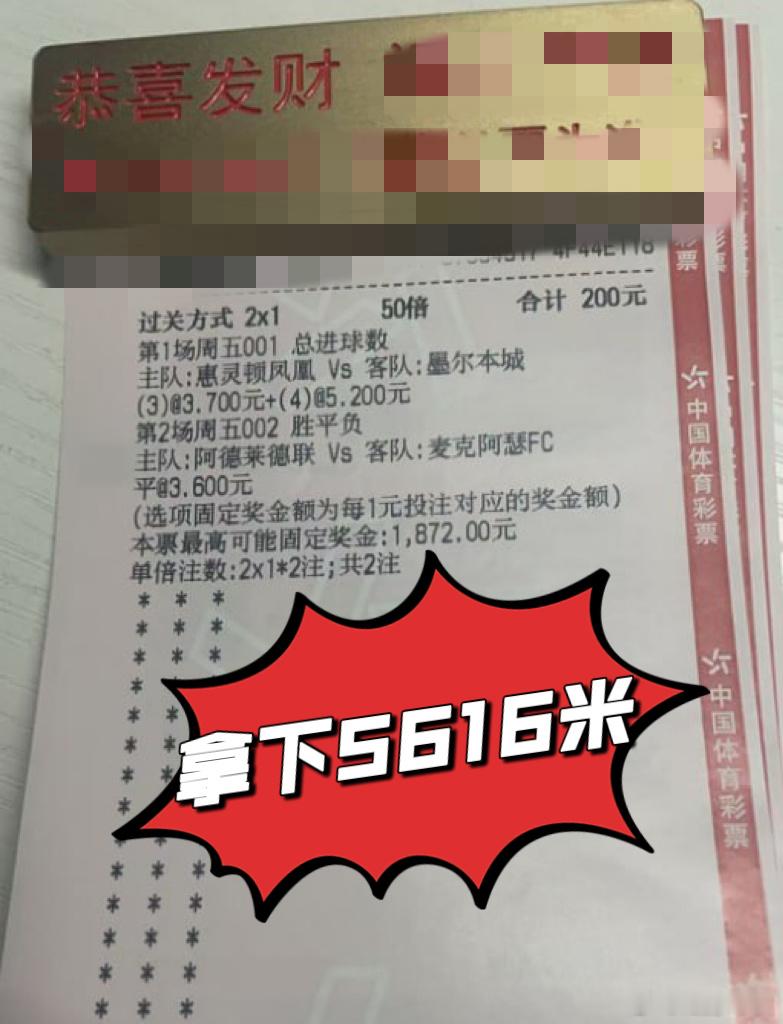 恭喜发财
4F44E118
过关方式 2x1 50倍 合计 200元
第1场周五001 总进球数
主队:惠灵顿凤凰 Vs 客队:墨尔本城
(3)@3.700元+(4)@5.200元
第2场周五002 胜平负
主队:阿德莱德联 Vs 客队:麦克阿瑟FC
平@3.600元
(选项固定奖金额为每1元投注对应的奖金额)
本票最高可能固定奖金:1,872.00元
单倍注数:2x1*2注;共2注
拿下5616米
彩票
中国体育彩票
中国体育彩票